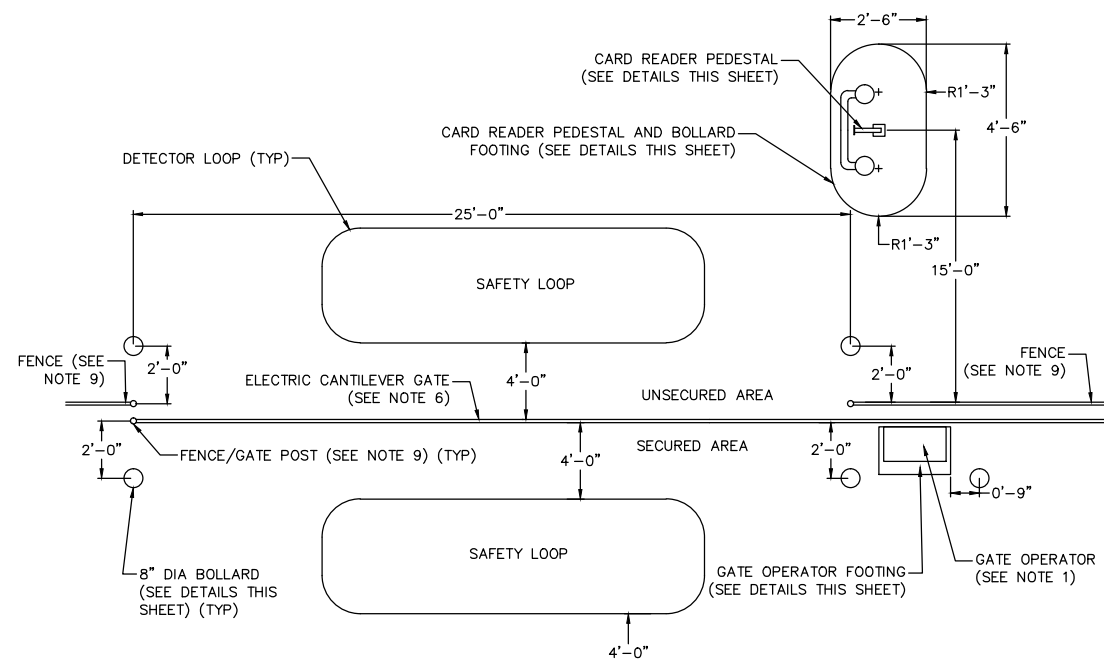 2'-6"
CARD READER PEDESTAL
(SEE DETAILS THIS SHEET)
R1'-3"
4'-6"
CARD READER PEDESTAL AND BOLLARD
FOOTING (SEE DETAILS THIS SHEET)
DETECTOR LOOP (TYP)
25'-0"
R1'-3"
15'-0"
SAFETY LOOP
FENCE (SEE
NOTE 9)
2'-0"
ELECTRIC CANTILEVER GATE
(SEE NOTE 6)
4'-0"
UNSECURED AREA
2'-0"
FENCE
(SEE NOTE 9)
2'-0"
FENCE/GATE POST (SEE NOTE 9) (TYP)
4'-0"
SECURED AREA
2'-0"
0'-9"
SAFETY LOOP
8" DIA BOLLARD
(SEE DETAILS THIS
SHEET) (TYP)
GATE OPERATOR FOOTING
(SEE DETAILS THIS SHEET)
GATE OPERATOR
(SEE NOTE 1)
4'-0"